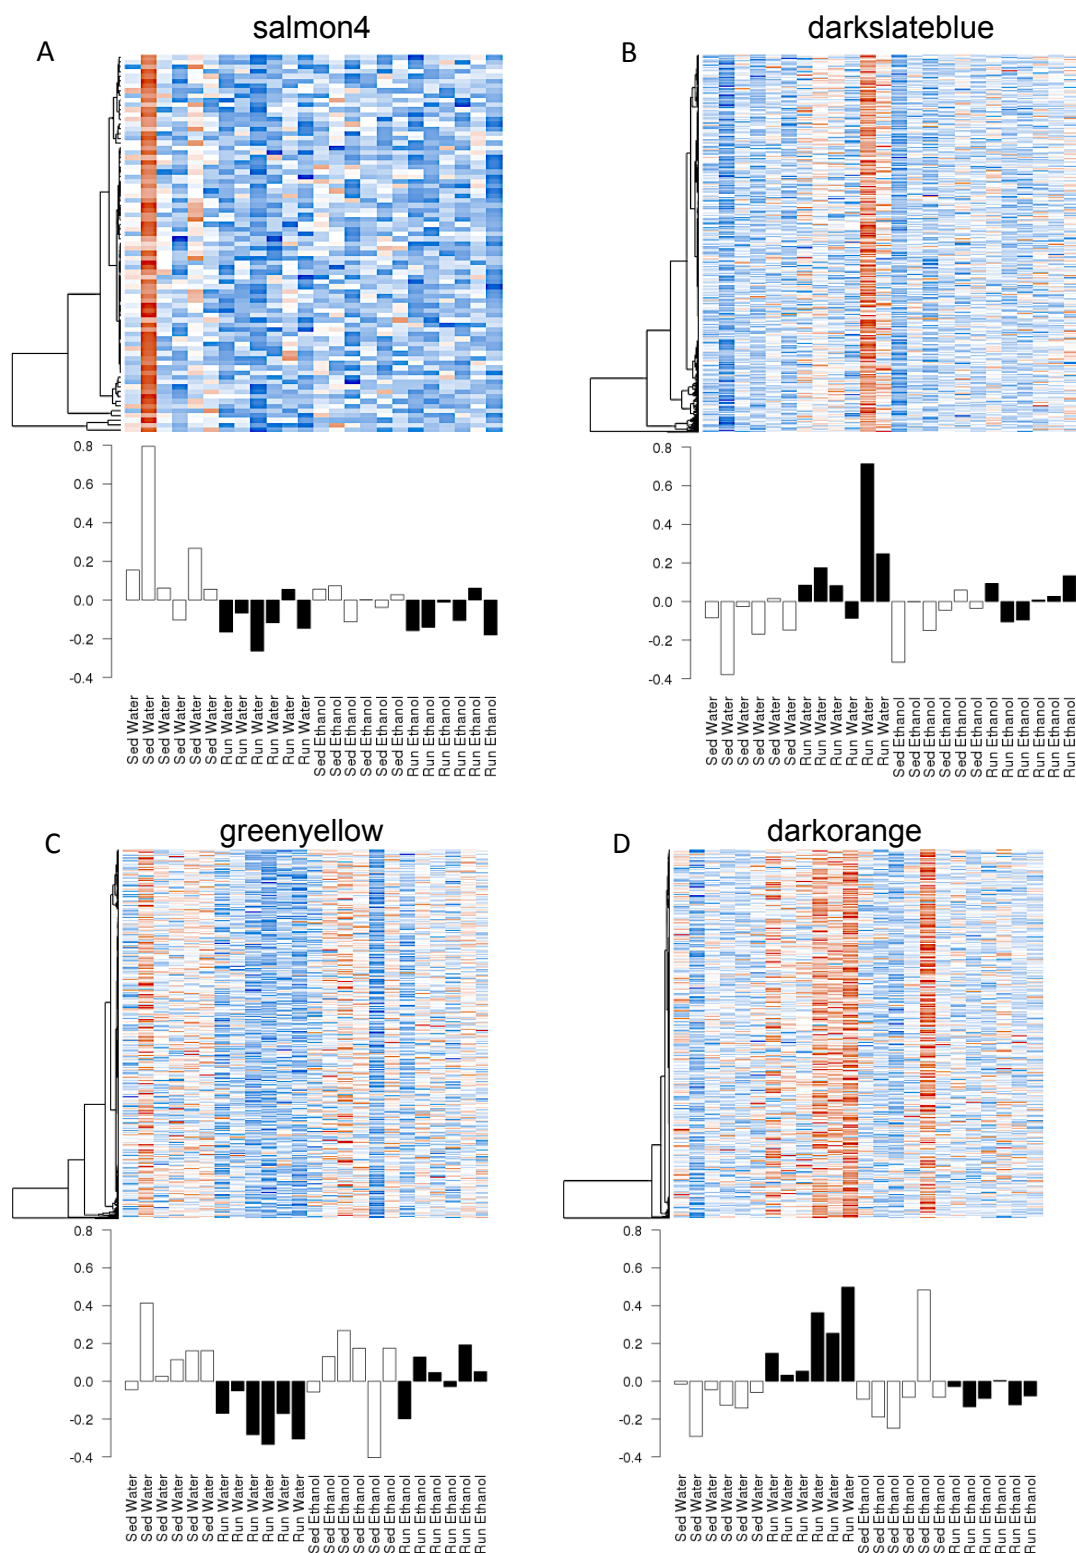 A
salmon4
B
darkslateblue
0.8
0.6
0.4
0.2
0.0
-0.2
-0.4
Sed Water
Sed Water
Sed Water
Sed Water
Sed Water
Sed Water
Run Water
Run Water
Run Water
Run Water
Run Water
Run Water
Sed Ethanol
Sed Ethanol
Sed Ethanol
Sed Ethanol
Sed Ethanol
Sed Ethanol
Run Ethanol
Run Ethanol
Run Ethanol
Run Ethanol
Run Ethanol
Run Ethanol
0.8
0.6
0.4
0.2
0.0
-0.2
-0.4
Sed Water
Sed Water
Sed Water
Sed Water
Sed Water
Sed Water
Run Water
Run Water
Run Water
Run Water
Run Water
Run Water
Sed Ethanol
Sed Ethanol
Sed Ethanol
Sed Ethanol
Sed Ethanol
Sed Ethanol
Run Ethanol
Run Ethanol
Run Ethanol
Run Ethanol
Run Ethanol
Run Ethanol
C
greenyellow
D
darkorange
0.8
0.6
0.4
0.2
0.0
-0.2
-0.4
Sed Water
Sed Water
Sed Water
Sed Water
Sed Water
Sed Water
Run Water
Run Water
Run Water
Run Water
Run Water
Run Water
Sed Ethanol
Sed Ethanol
Sed Ethanol
Sed Ethanol
Sed Ethanol
Sed Ethanol
Run Ethanol
Run Ethanol
Run Ethanol
Run Ethanol
Run Ethanol
Run Ethanol
0.8
0.6
0.4
0.2
0.0
-0.2
-0.4
Sed Water
Sed Water
Sed Water
Sed Water
Sed Water
Sed Water
Run Water
Run Water
Run Water
Run Water
Run Water
Run Water
Sed Ethanol
Sed Ethanol
Sed Ethanol
Sed Ethanol
Sed Ethanol
Sed Ethanol
Run Ethanol
Run Ethanol
Run Ethanol
Run Ethanol
Run Ethanol
Run Ethanol